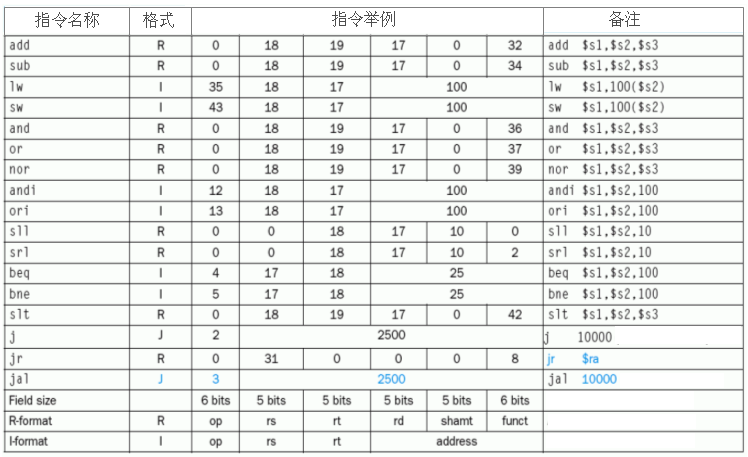 指令名称 格式 指令举例 备注
add R 0 18 19 17 0 32 add $s1,$s2,$s3
sub R 0 18 19 17 0 34 sub $s1,$s2,$s3
lw I 35 18 17 100 lw $s1,100($s2)
sw I 43 18 17 100 sw $s1,100($s2)
and R 0 18 19 17 0 36 and $s1,$s2,$s3
or R 0 18 19 17 0 37 or $s1,$s2,$s3
nor R 0 18 19 17 0 39 nor $s1,$s2,$s3
andi I 12 18 17 100 andi $s1,$s2,100
ori I 13 18 17 100 ori $s1,$s2,100
sll R 0 0 18 17 10 0 sll $s1,$s2,10
srl R 0 0 18 17 10 2 srl $s1,$s2,10
beq I 4 17 18 25 beq $s1,$s2,100
bne I 5 17 18 25 bne $s1,$s2,100
slt R 0 18 19 17 0 42 slt $s1,$s2,$s3
j J 2 2500 j 10000
jr R 0 31 0 0 0 8 jr $ra
jal J 3 2500 jal 10000
Field size 6 bits 5 bits 5 bits 5 bits 5 bits 6 bits
R-format R op rs rt rd shamt funct
I-format I op rs rt address